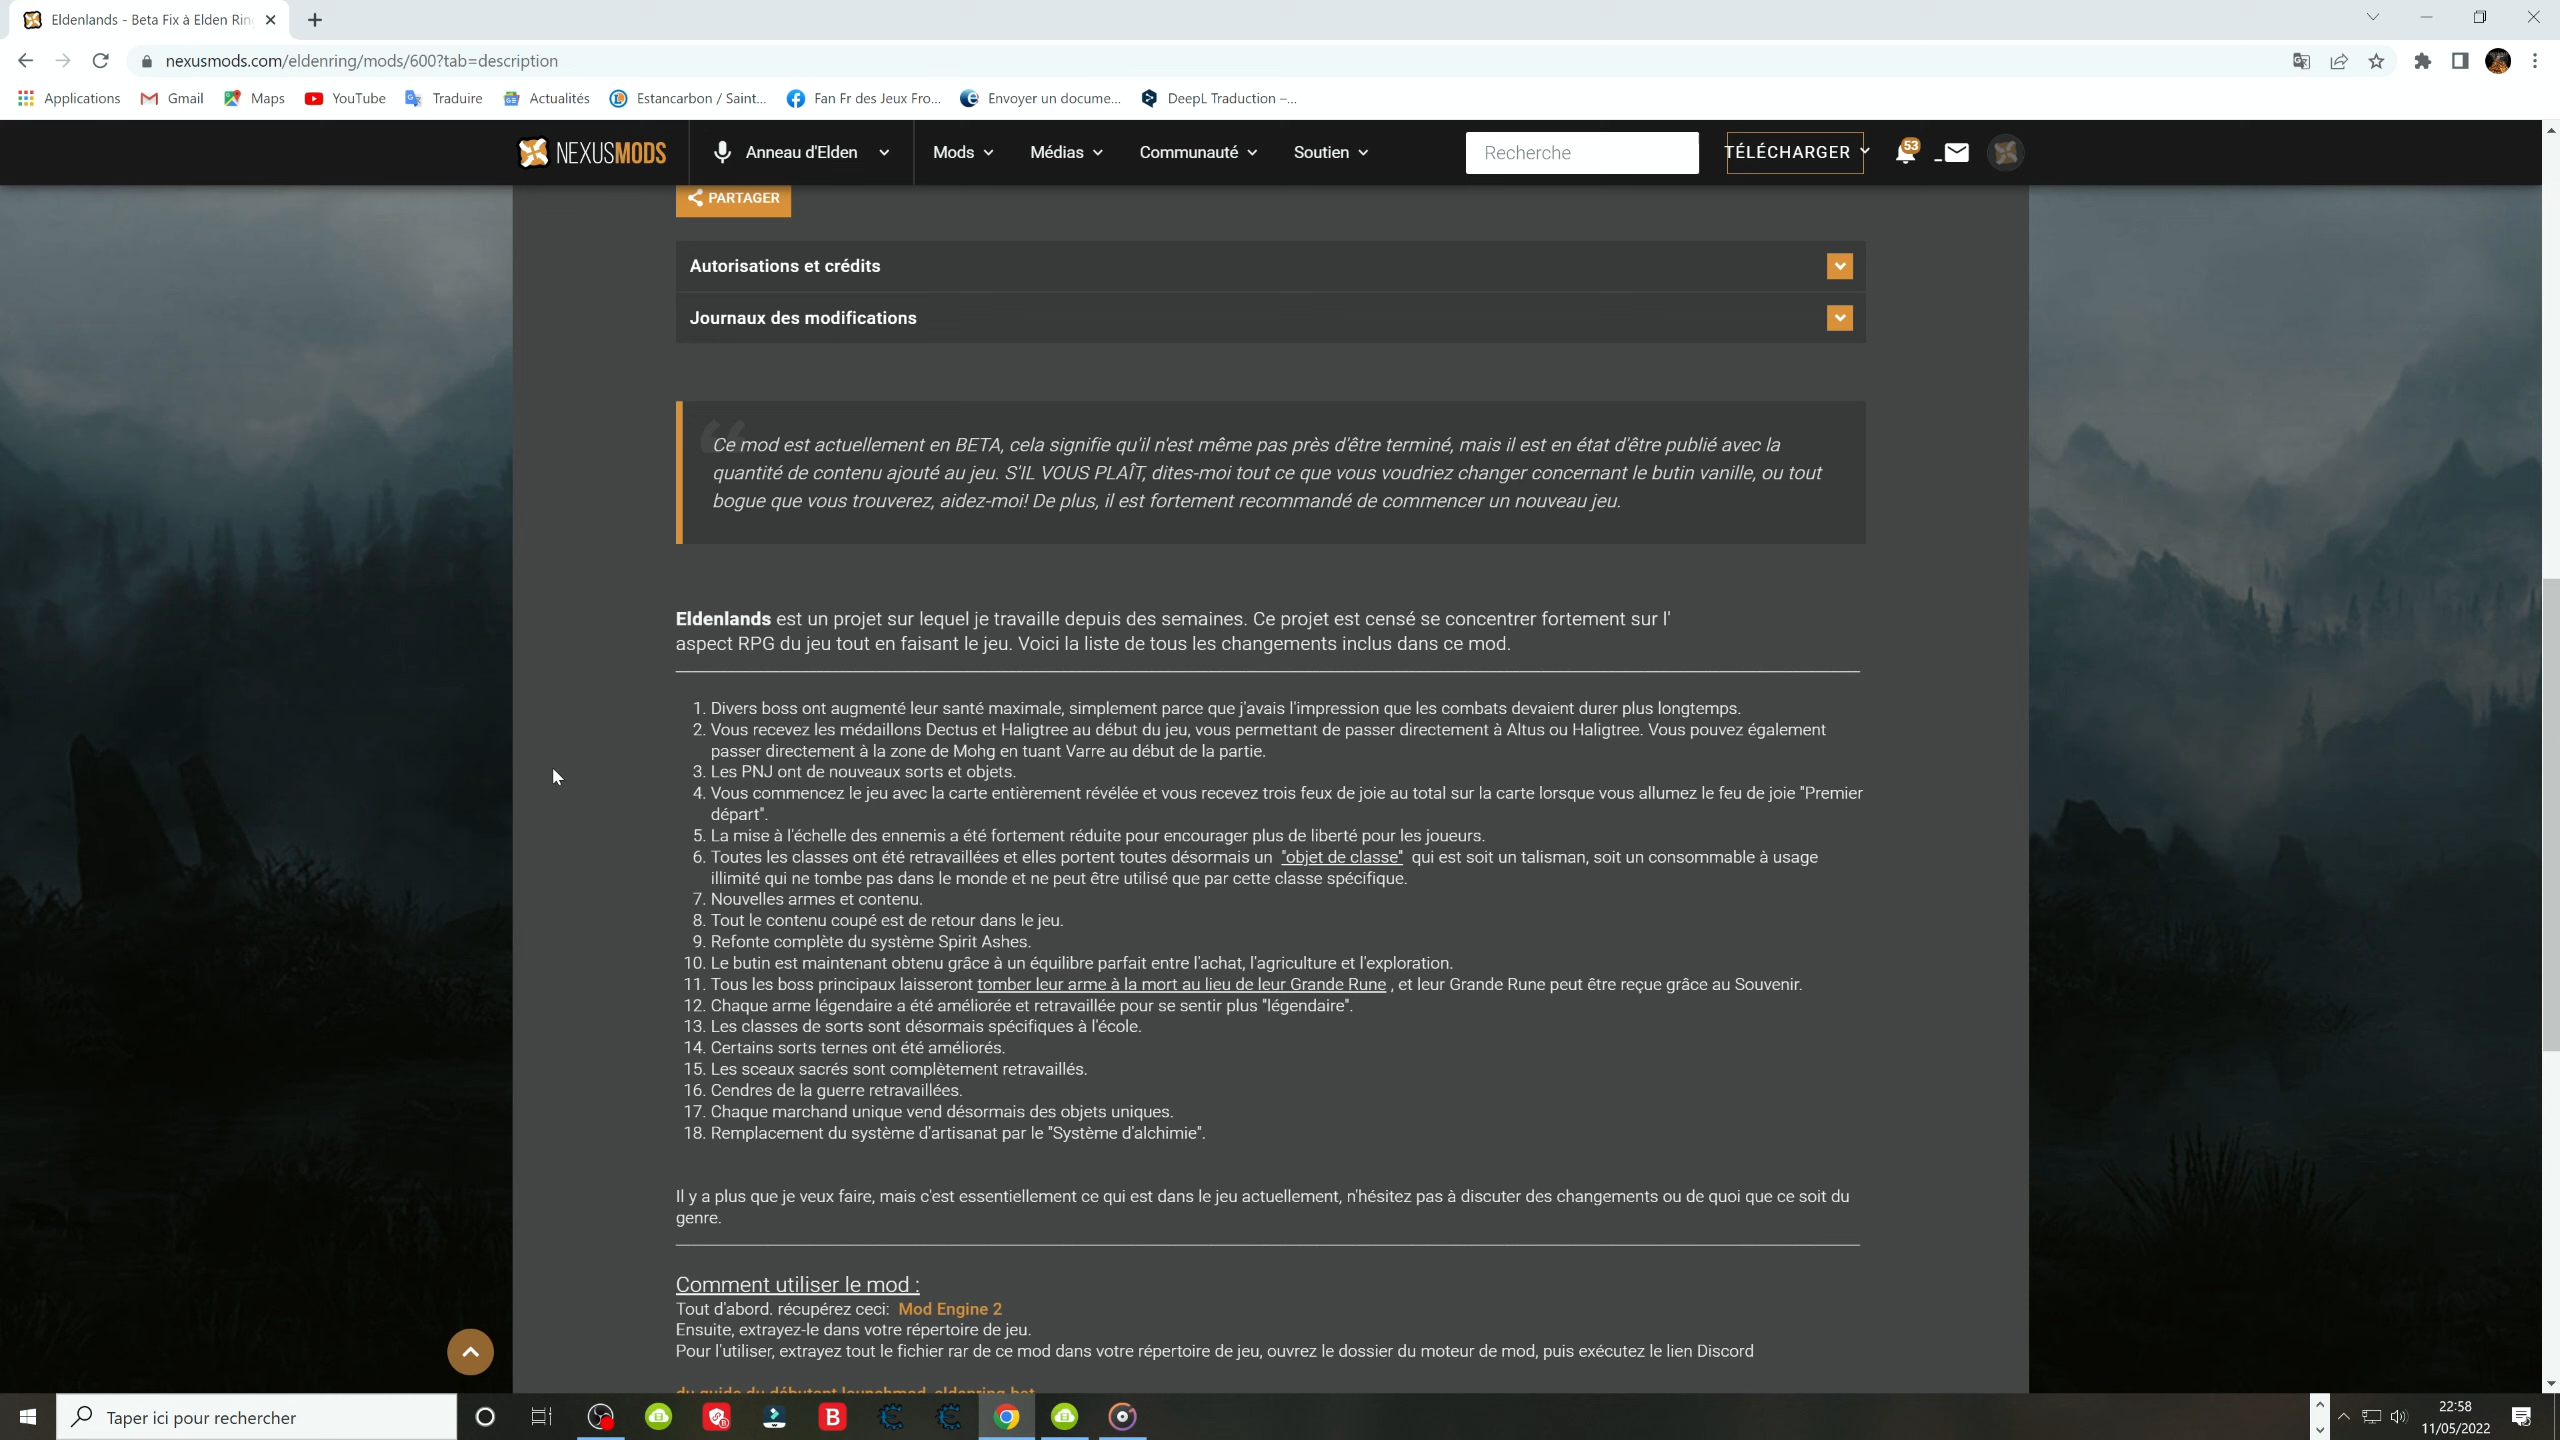 Eldenlands - Beta Fix à Elden Rin
nexusmods.com/eldenring/mods/600?tab=description
Applications Gmail Maps YouTube Traduire Actualités Estancarbon / Saint... Fan Fr des Jeux Fro... Envoyer un docume... DeepL Traduction –...
NEXUSMODS Anneau d'Elden Mods Médias Communauté Soutien Recherche TÉLÉCHARGER 53
PARTAGER
Autorisations et crédits
Journaux des modifications
Ce mod est actuellement en BETA, cela signifie qu'il n'est même pas près d'être terminé, mais il est en état d'être publié avec la
quantité de contenu ajouté au jeu. S'IL VOUS PLAÎT, dites-moi tout ce que vous voudriez changer concernant le butin vanille, ou tout
bogue que vous trouverez, aidez-moi! De plus, il est fortement recommandé de commencer un nouveau jeu.
Eldenlands est un projet sur lequel je travaille depuis des semaines. Ce projet est censé se concentrer fortement sur l'
aspect RPG du jeu tout en faisant le jeu. Voici la liste de tous les changements inclus dans ce mod.
1. Divers boss ont augmenté leur santé maximale, simplement parce que j'avais l'impression que les combats devaient durer plus longtemps.
2. Vous recevez les médaillons Dectus et Haligtree au début du jeu, vous permettant de passer directement à Altus ou Haligtree. Vous pouvez également
passer directement à la zone de Mohg en tuant Varre au début de la partie.
3. Les PNJ ont de nouveaux sorts et objets.
4. Vous commencez le jeu avec la carte entièrement révélée et vous recevez trois feux de joie au total sur la carte lorsque vous allumez le feu de joie "Premier
départ".
5. La mise à l'échelle des ennemis a été fortement réduite pour encourager plus de liberté pour les joueurs.
6. Toutes les classes ont été retravaillées et elles portent toutes désormais un "objet de classe" qui est soit un talisman, soit un consommable à usage
illimité qui ne tombe pas dans le monde et ne peut être utilisé que par cette classe spécifique.
7. Nouvelles armes et contenu.
8. Tout le contenu coupé est de retour dans le jeu.
9. Refonte complète du système Spirit Ashes.
10. Le butin est maintenant obtenu grâce à un équilibre parfait entre l'achat, l'agriculture et l'exploration.
11. Tous les boss principaux laisseront tomber leur arme à la mort au lieu de leur Grande Rune , et leur Grande Rune peut être reçue grâce au Souvenir.
12. Chaque arme légendaire a été améliorée et retravaillée pour se sentir plus "légendaire".
13. Les classes de sorts sont désormais spécifiques à l'école.
14. Certains sorts ternes ont été améliorés.
15. Les sceaux sacrés sont complètement retravaillés.
16. Cendres de la guerre retravaillées.
17. Chaque marchand unique vend désormais des objets uniques.
18. Remplacement du système d'artisanat par le "Système d'alchimie".
Il y a plus que je veux faire, mais c'est essentiellement ce qui est dans le jeu actuellement, n'hésitez pas à discuter des changements ou de quoi que ce soit du
genre.
Comment utiliser le mod :
Tout d'abord. récupérez ceci: Mod Engine 2
Ensuite, extrayez-le dans votre répertoire de jeu.
Pour l'utiliser, extrayez tout le fichier rar de ce mod dans votre répertoire de jeu, ouvrez le dossier du moteur de mod, puis exécutez le lien Discord
du guide du débutant launchmod_eldenring.bat
Taper ici pour rechercher
22:58
11/05/2022